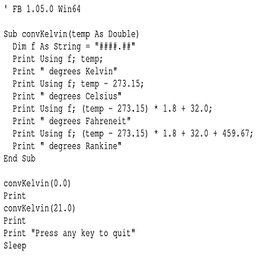 ' FB 1.05.0 Win64
Sub convKelvin(temp As Double)
Dim f As String = "####.##"
Print Using f; temp;
Print " degrees Kelvin"
Print Using f; temp - 273.15;
Print " degrees Celsius"
Print Using f; (temp - 273.15) * 1.8 + 32.0;
Print " degrees Fahreneit"
Print Using f; (temp - 273.15) * 1.8 + 32.0 + 459.67;
Print " degrees Rankine"
End Sub
convKelvin(0.0)
Print
convKelvin(21.0)
Print
Print "Press any key to quit"
Sleep